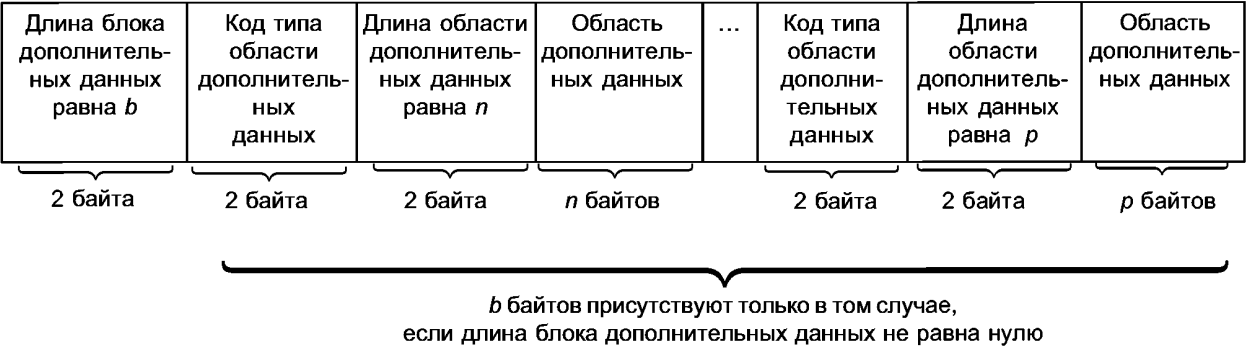 Длина блока
дополнитель-
ных данных
равна b
Код типа
области
дополнитель-
ных
данных
Длина области
дополнитель-
ных данных
равна n
Область
дополнитель-
ных данных
...
Код типа
области
дополни-
тельных
данных
Длина
области
дополнитель-
ных данных
равна p
Область
дополнитель-
ных данных
2 байта
2 байта
2 байта
n байтов
2 байта
2 байта
p байтов
b байтов присутствуют только в том случае,
если длина блока дополнительных данных не равна нулю